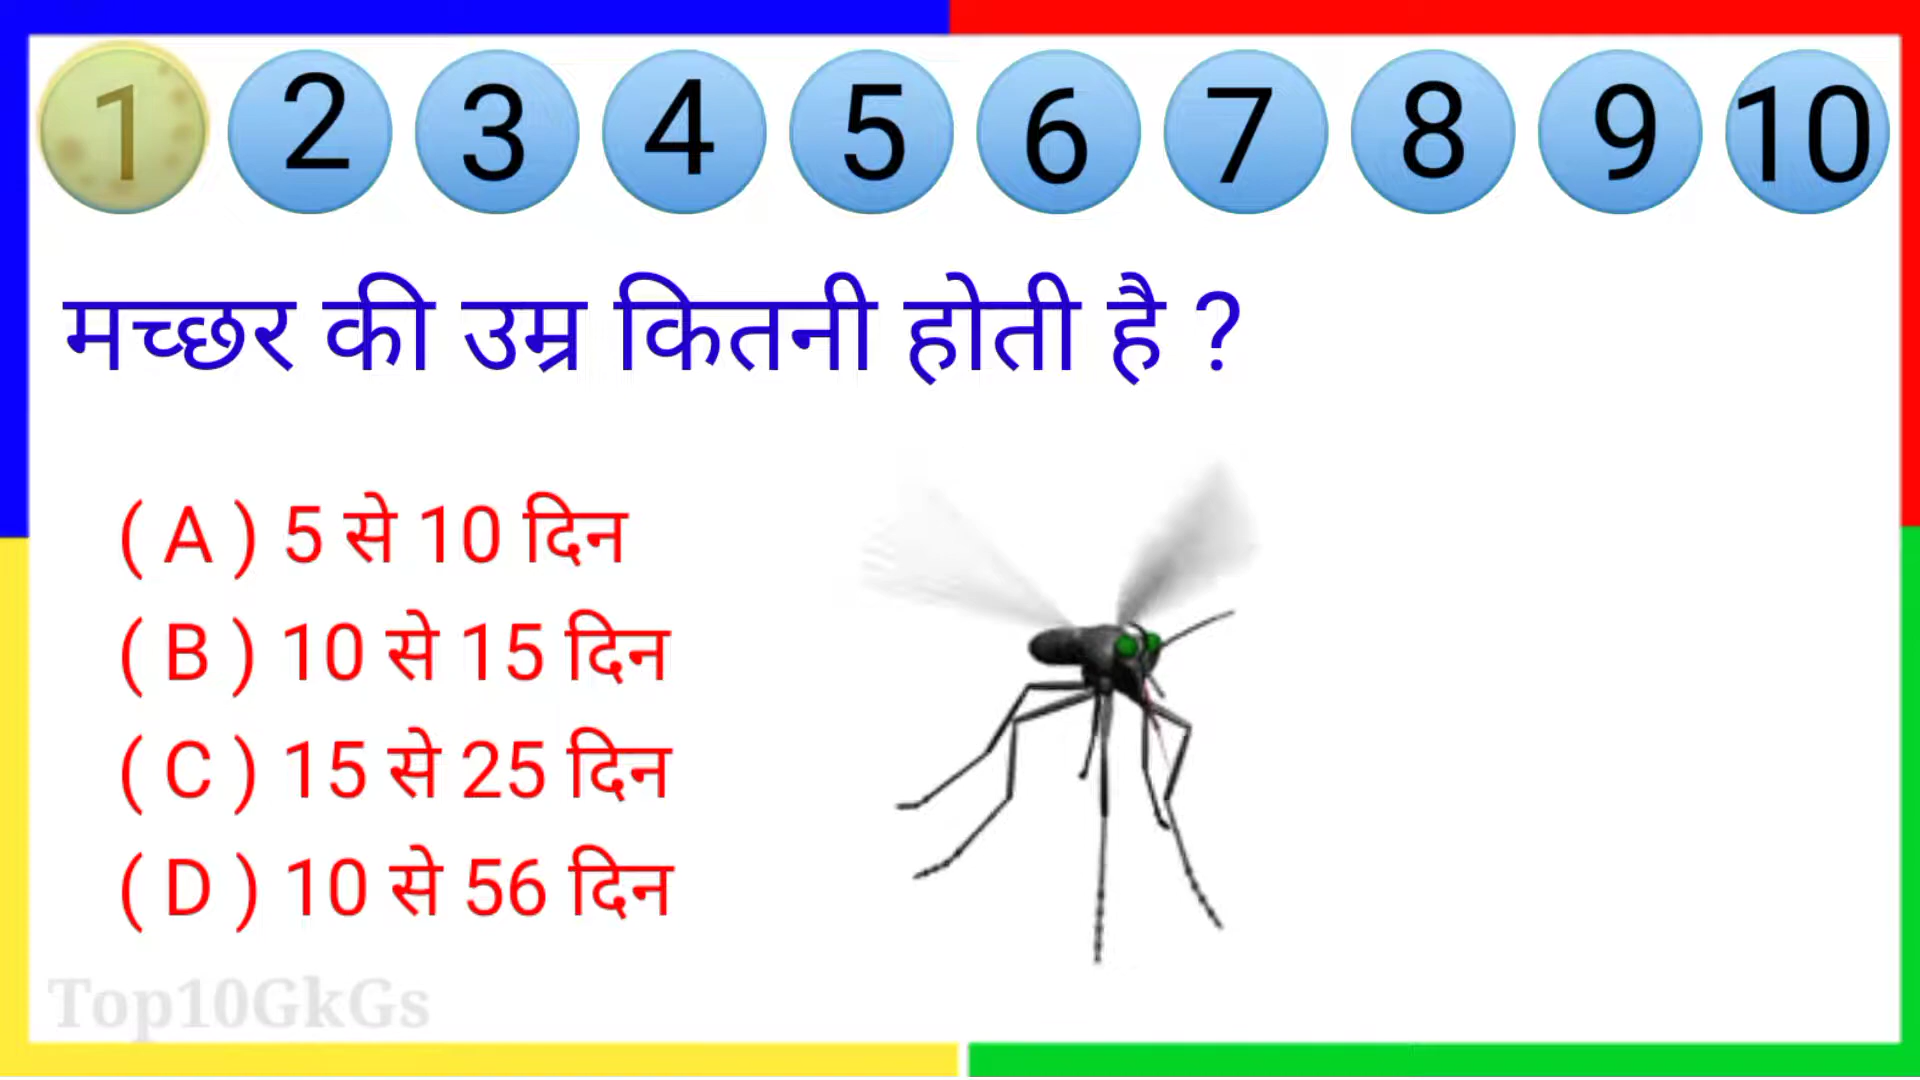 1 2 3 4 5 6 7 8 9 10
मच्छर की उम्र कितनी होती है ?
( A ) 5 से 10 दिन
( B ) 10 से 15 दिन
( C ) 15 से 25 दिन
( D ) 10 से 56 दिन
Top10GkGs